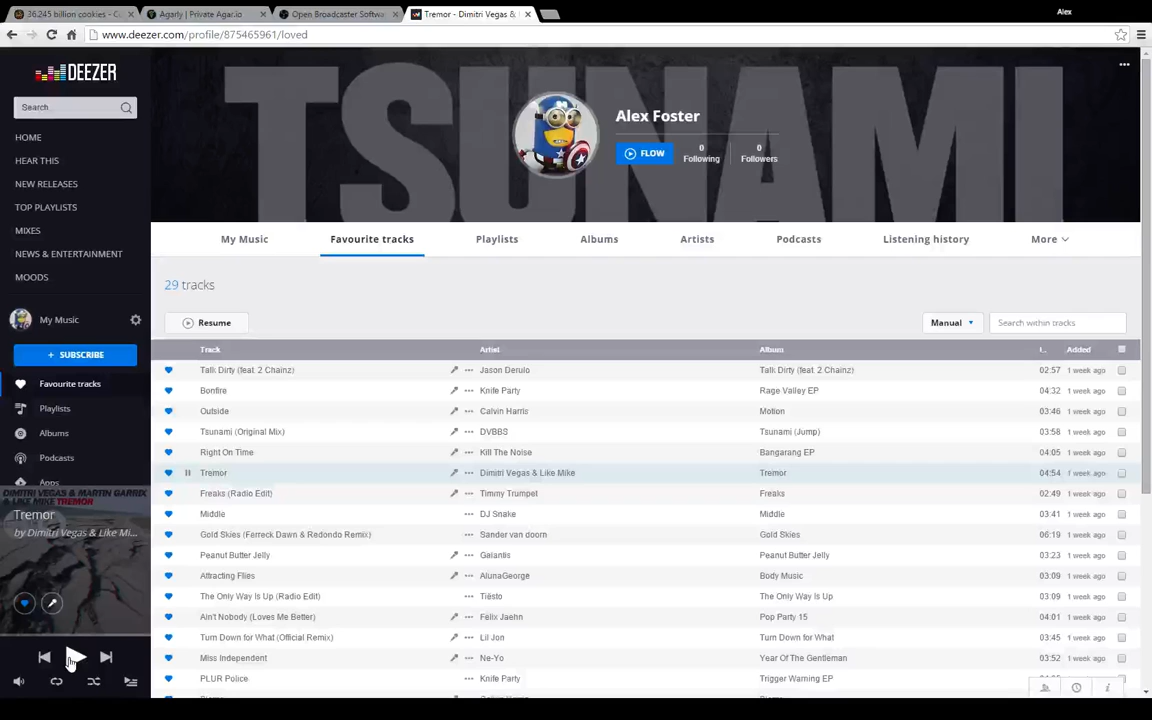 36.245 billion cookies - C
Agarly | Private Agar.io
Open Broadcaster Softwa
Tremor - Dimitri Vegas &
Alex
www.deezer.com/profile/875465961/loved
DEEZER
Search...
HOME
HEAR THIS
NEW RELEASES
TOP PLAYLISTS
MIXES
NEWS & ENTERTAINMENT
MOODS
My Music
+ SUBSCRIBE
Favourite tracks
Playlists
Albums
Podcasts
Apps
DIMITRI VEGAS & MARTIN GARRIX
& LIKE MIKE TREMOR
Tremor
by Dimitri Vegas & Like Mi...
TSUNAMI
Alex Foster
FLOW
0 Following
0 Followers
My Music Favourite tracks Playlists Albums Artists Podcasts Listening history More
29 tracks
Resume
Manual
Search within tracks
Track Artist Album l.. Added
Talk Dirty (feat. 2 Chainz) Jason Derulo Talk Dirty (feat. 2 Chainz) 02:57 1 week ago
Bonfire Knife Party Rage Valley EP 04:32 1 week ago
Outside Calvin Harris Motion 03:46 1 week ago
Tsunami (Original Mix) DVBBS Tsunami (Jump) 03:58 1 week ago
Right On Time Kill The Noise Bangarang EP 04:05 1 week ago
Tremor Dimitri Vegas & Like Mike Tremor 04:54 1 week ago
Freaks (Radio Edit) Timmy Trumpet Freaks 02:49 1 week ago
Middle DJ Snake Middle 03:41 1 week ago
Gold Skies (Ferreck Dawn & Redondo Remix) Sander van doorn Gold Skies 06:19 1 week ago
Peanut Butter Jelly Galantis Peanut Butter Jelly 03:23 1 week ago
Attracting Flies AlunaGeorge Body Music 03:09 1 week ago
The Only Way Is Up (Radio Edit) Tiësto The Only Way Is Up 03:09 1 week ago
Ain't Nobody (Loves Me Better) Felix Jaehn Pop Party 15 04:01 1 week ago
Turn Down for What (Official Remix) Lil Jon Turn Down for What 03:45 1 week ago
Miss Independent Ne-Yo Year Of The Gentleman 03:52 1 week ago
PLUR Police Knife Party Trigger Warning EP